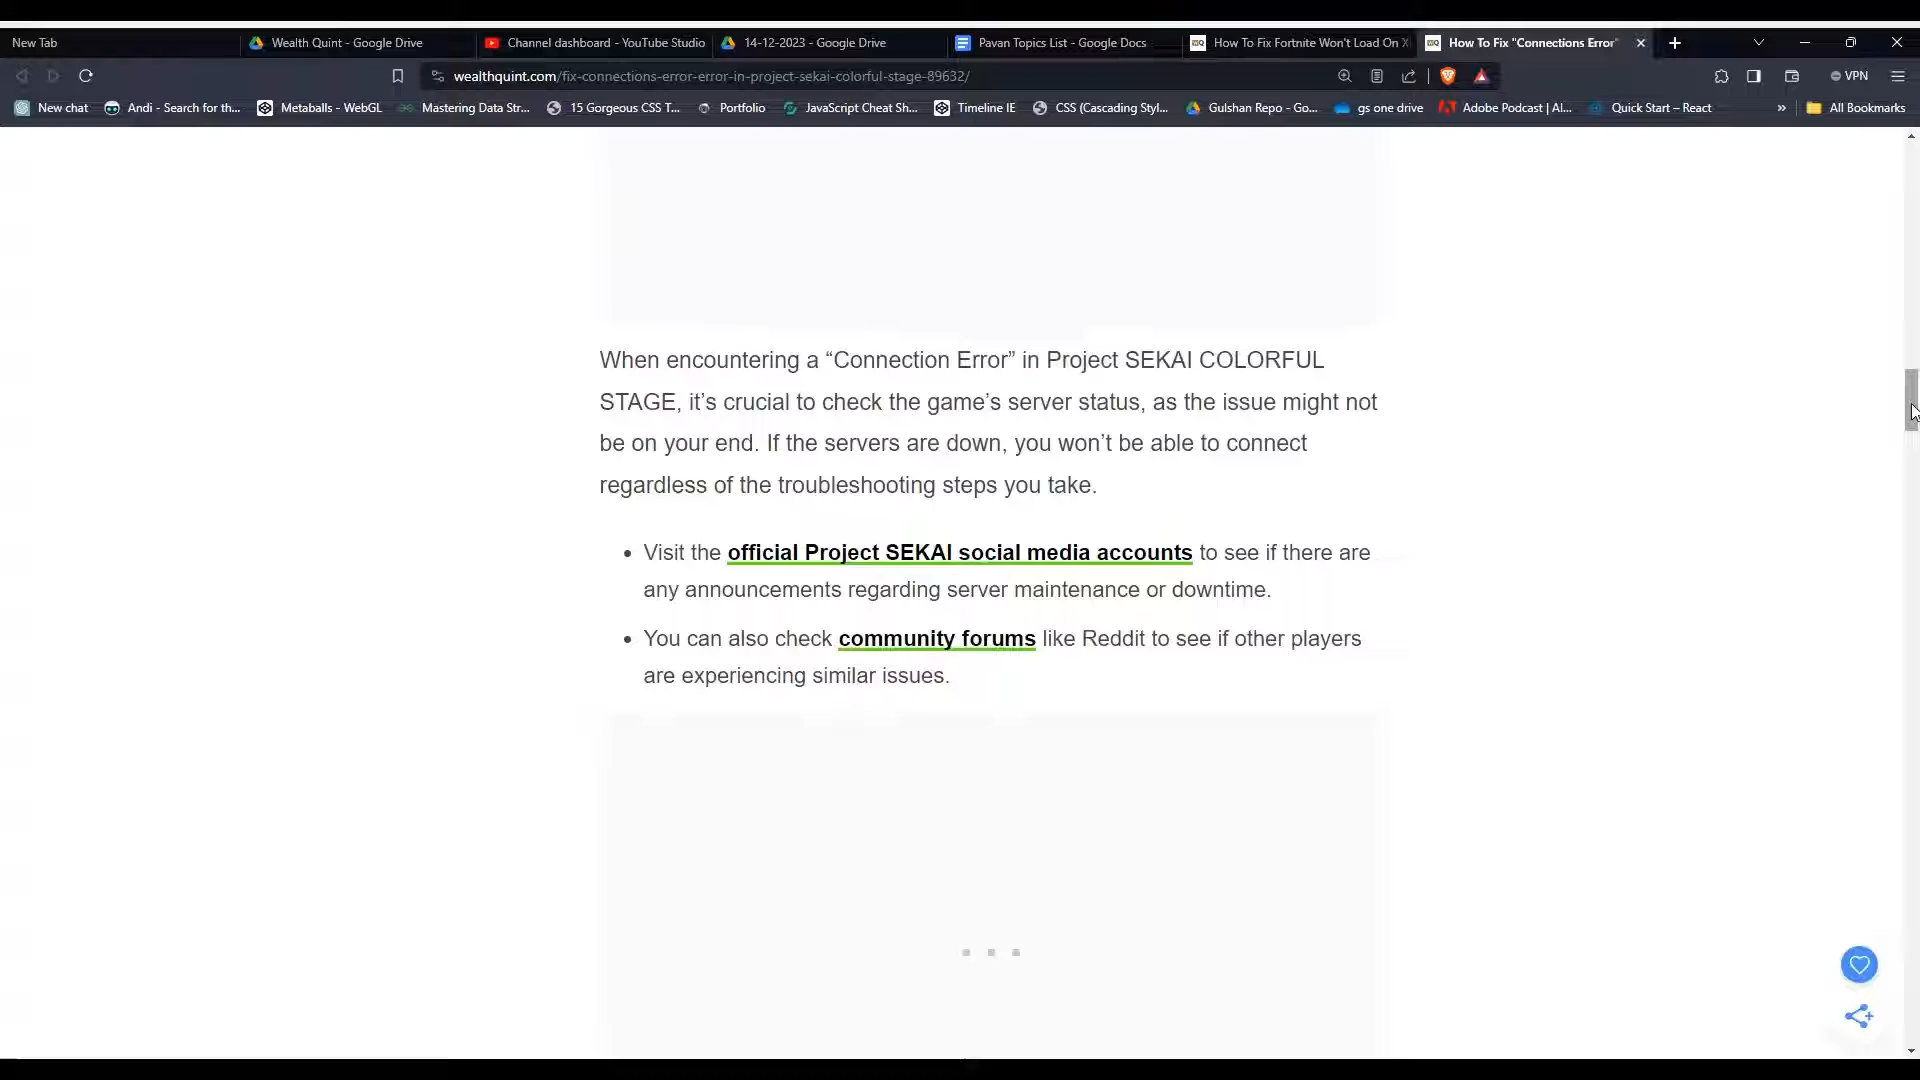 New Tab
Wealth Quint - Google Drive
Channel dashboard - YouTube Studio
14-12-2023 - Google Drive
Pavan Topics List - Google Docs
How To Fix Fortnite Won't Load On X
How To Fix "Connections Error"
wealthquint.com/fix-connections-error-error-in-project-sekai-colorful-stage-89632/
VPN
New chat
Andi - Search for th...
Metaballs - WebGL
Mastering Data Str...
15 Gorgeous CSS T...
Portfolio
JavaScript Cheat Sh...
Timeline IE
CSS (Cascading Styl...
Gulshan Repo - Go...
gs one drive
Adobe Podcast | Al...
Quick Start – React
»
All Bookmarks
When encountering a “Connection Error” in Project SEKAI COLORFUL
STAGE, it’s crucial to check the game’s server status, as the issue might not
be on your end. If the servers are down, you won’t be able to connect
regardless of the troubleshooting steps you take.
• Visit the official Project SEKAI social media accounts to see if there are
any announcements regarding server maintenance or downtime.
• You can also check community forums like Reddit to see if other players
are experiencing similar issues.